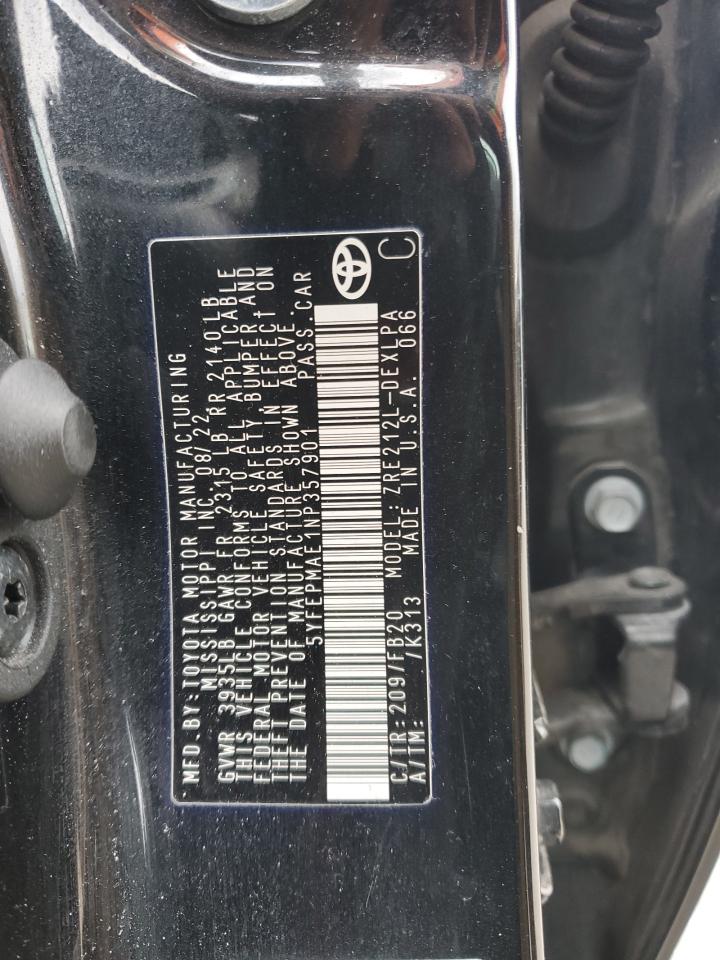 MFD.BY:TOYOTA MOTOR MANUFACTURING
MISSISSIPPI INC.08/22
GVWR 3935LB GAWR FR 2315 LB RR 2140LB
THIS VEHICLE CONFORMS TO ALL APPLICABLE
FEDERAL MOTOR VEHICLE SAFETY, BUMPER AND
THEFT PREVENTION STANDARDS IN EFFECT ON
THE DATE OF MANUFACTURE SHOWN ABOVE.
5YFEPMAE1NP357901 PASS.CAR
C/TR:209/FB20 MODEL:ZRE212L-DEXLPA
A/TM: /K313 MADE IN U.S.A. 066
C